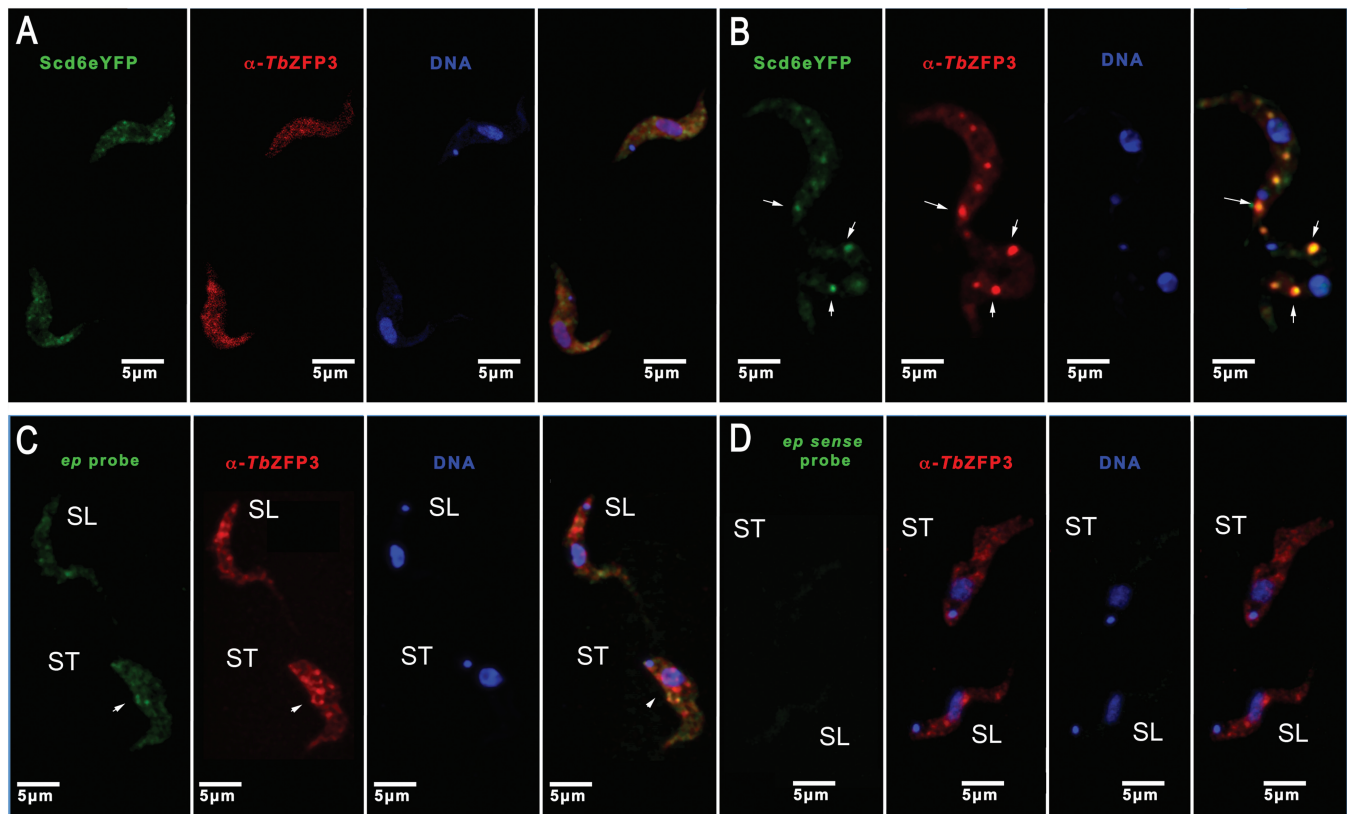 A
Scd6eYFP
α-TbZFP3
DNA
5µm
5µm
5µm
5µm
B
Scd6eYFP
α-TbZFP3
DNA
5µm
5µm
5µm
5µm
C
ep probe
α-TbZFP3
DNA
SL
SL
SL
SL
ST
ST
ST
ST
5µm
5µm
5µm
5µm
D
ep sense
probe
α-TbZFP3
DNA
ST
ST
ST
ST
SL
SL
SL
SL
5µm
5µm
5µm
5µm